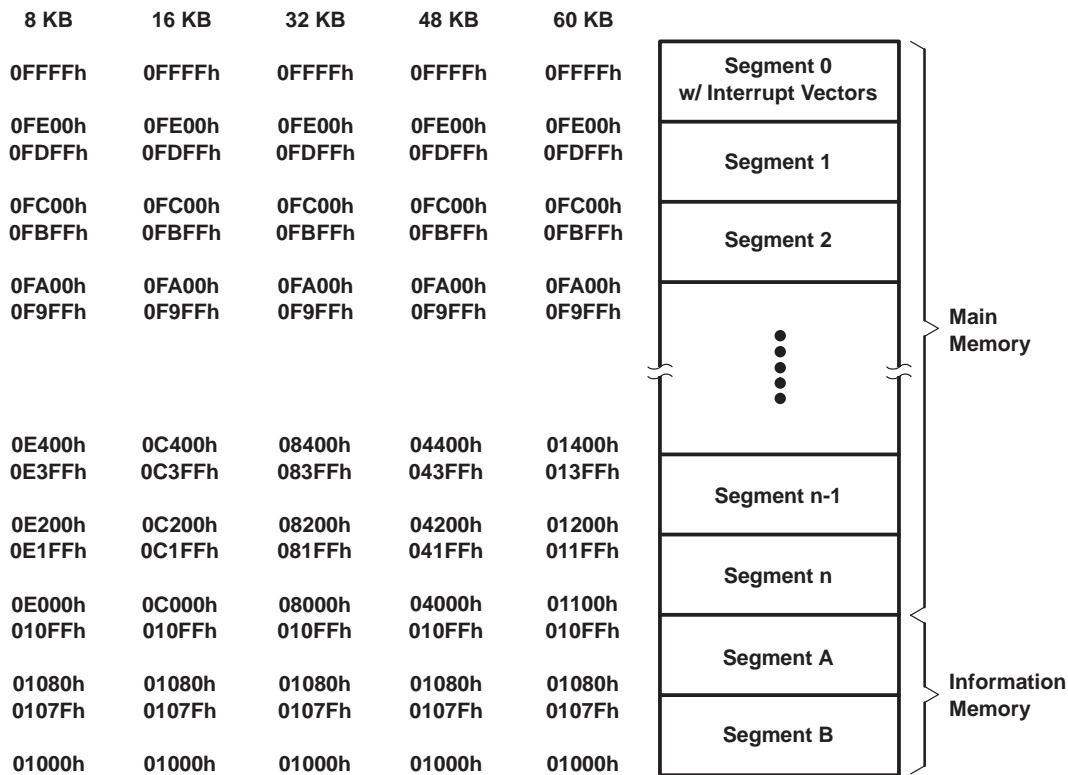 8 KB 16 KB 32 KB 48 KB 60 KB
0FFFFh 0FFFFh 0FFFFh 0FFFFh 0FFFFh
Segment 0
w/ Interrupt Vectors
0FE00h 0FE00h 0FE00h 0FE00h 0FE00h
0FDFFh 0FDFFh 0FDFFh 0FDFFh 0FDFFh
Segment 1
0FC00h 0FC00h 0FC00h 0FC00h 0FC00h
0FBFFh 0FBFFh 0FBFFh 0FBFFh 0FBFFh
Segment 2
0FA00h 0FA00h 0FA00h 0FA00h 0FA00h
0F9FFh 0F9FFh 0F9FFh 0F9FFh 0F9FFh
Main
Memory
0E400h 0C400h 08400h 04400h 01400h
0E3FFh 0C3FFh 083FFh 043FFh 013FFh
Segment n-1
0E200h 0C200h 08200h 04200h 01200h
0E1FFh 0C1FFh 081FFh 041FFh 011FFh
Segment n
0E000h 0C000h 08000h 04000h 01100h
010FFh 010FFh 010FFh 010FFh 010FFh
Segment A
01080h 01080h 01080h 01080h 01080h
0107Fh 0107Fh 0107Fh 0107Fh 0107Fh
Information
Memory
Segment B
01000h 01000h 01000h 01000h 01000h